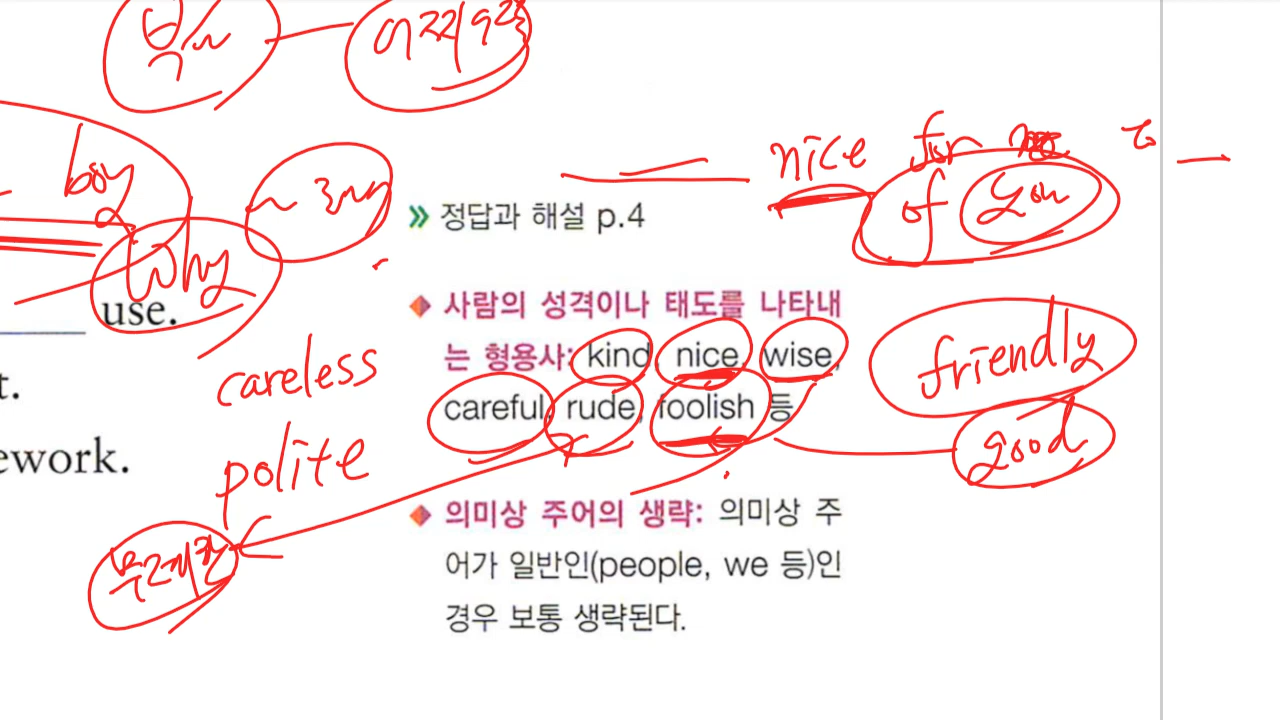 boy
Why
nice for to
of you
≫ 정답과 해설 p.4
use.
◆ 사람의 성격이나 태도를 나타내
는 형용사: kind, nice, wise,
careful, rude, foolish 등
friendly
good
careless
polite
t.
ework.
무례한
◆ 의미상 주어의 생략: 의미상 주
어가 일반인(people, we 등)인
경우 보통 생략된다.